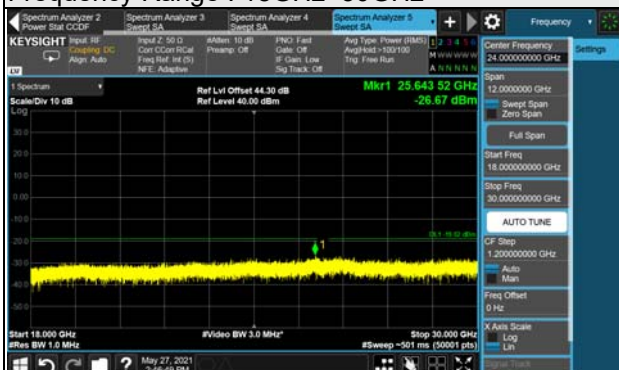 Spectrum Analyzer 2
Power Stat CCDF
Spectrum Analyzer 3
Swept SA
Spectrum Analyzer 4
Swept SA
Spectrum Analyzer 5
Swept SA
Frequency
KEYSIGHT
Input: RF
Coupling: DC
Align: Auto
Input Z: 50 Ω
Corr CCorr RCal
Freq Ref: Int (S)
NFE: Adaptive
#Atten: 10 dB
Preamp: Off
PNO: Fast
Gate: Off
IF Gain: Low
Sig Track: Off
Avg Type: Power (RMS)
Avg|Hold:>100/100
Trig: Free Run
1 2 3 4 5 6
M W W W W W
A N N N N N
1 Spectrum
Scale/Div 10 dB
Log
Ref Lvl Offset 44.30 dB
Ref Level 40.00 dBm
Mkr1 25.643 52 GHz
-26.67 dBm
30.0
20.0
10.0
0.00
-10.0
-20.0
-30.0
-40.0
-50.0
1
Start 18.000 GHz
#Res BW 1.0 MHz
#Video BW 3.0 MHz*
Stop 30.000 GHz
#Sweep ~501 ms (50001 pts)
May 27, 2021
Center Frequency
24.000000000 GHz
Settings
Span
12.0000000 GHz
Swept Span
Zero Span
Full Span
Start Freq
18.000000000 GHz
Stop Freq
30.000000000 GHz
AUTO TUNE
CF Step
1.200000000 GHz
Auto
Man
Freq Offset
0 Hz
X Axis Scale
Log
Lin
Signal Track